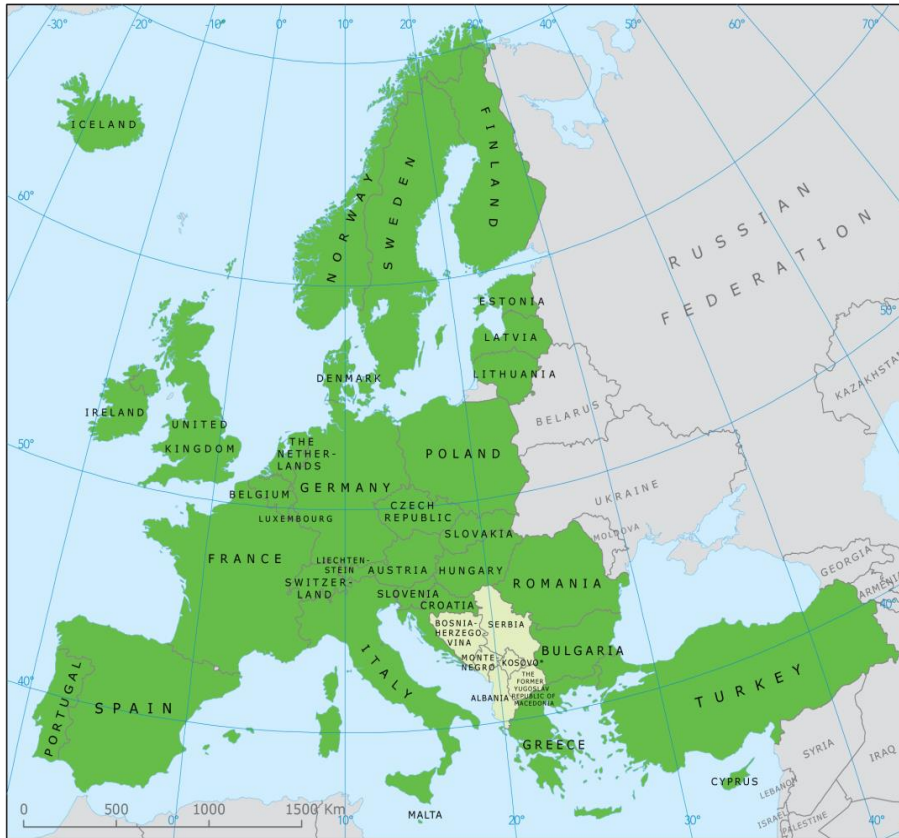 -30°
-20°
-10°
0°
10°
20°
30°
40°
50°
60°
70°
ICELAND
60°
FINLAND
NORWAY
SWEDEN
RUSSIAN
FEDERATION
50°
ESTONIA
LATVIA
LITHUANIA
DENMARK
KAZAKHSTAN
BELARUS
IRELAND
UNITED
KINGDOM
50°
THE
NETHER-
LANDS
POLAND
GERMANY
BELGIUM
UKRAINE
CZECH
REPUBLIC
LUXEMBOURG
SLOVAKIA
MOLDOVA
FRANCE
LIECHTEN-
STEIN
AUSTRIA
HUNGARY
GEORGIA
ROMANIA
SWITZER-
LAND
ARMENIA
SLOVENIA
CROATIA
40°
BOSNIA-
HERZEGO
VINA
SERBIA
BULGARIA
MONTE-
NEGRO
KOSOVO*
ITALY
THE
FORMER
YUGOSLAV
REPUBLIC OF
MACEDONIA
ALBANIA
TURKEY
40°
PORTUGAL
SPAIN
GREECE
SYRIA
IRAQ
CYPRUS
LEBANON
0 500 1000 1500 Km
MALTA
ISRAEL
PALESTINE
0°
10°
20°
30°
40°